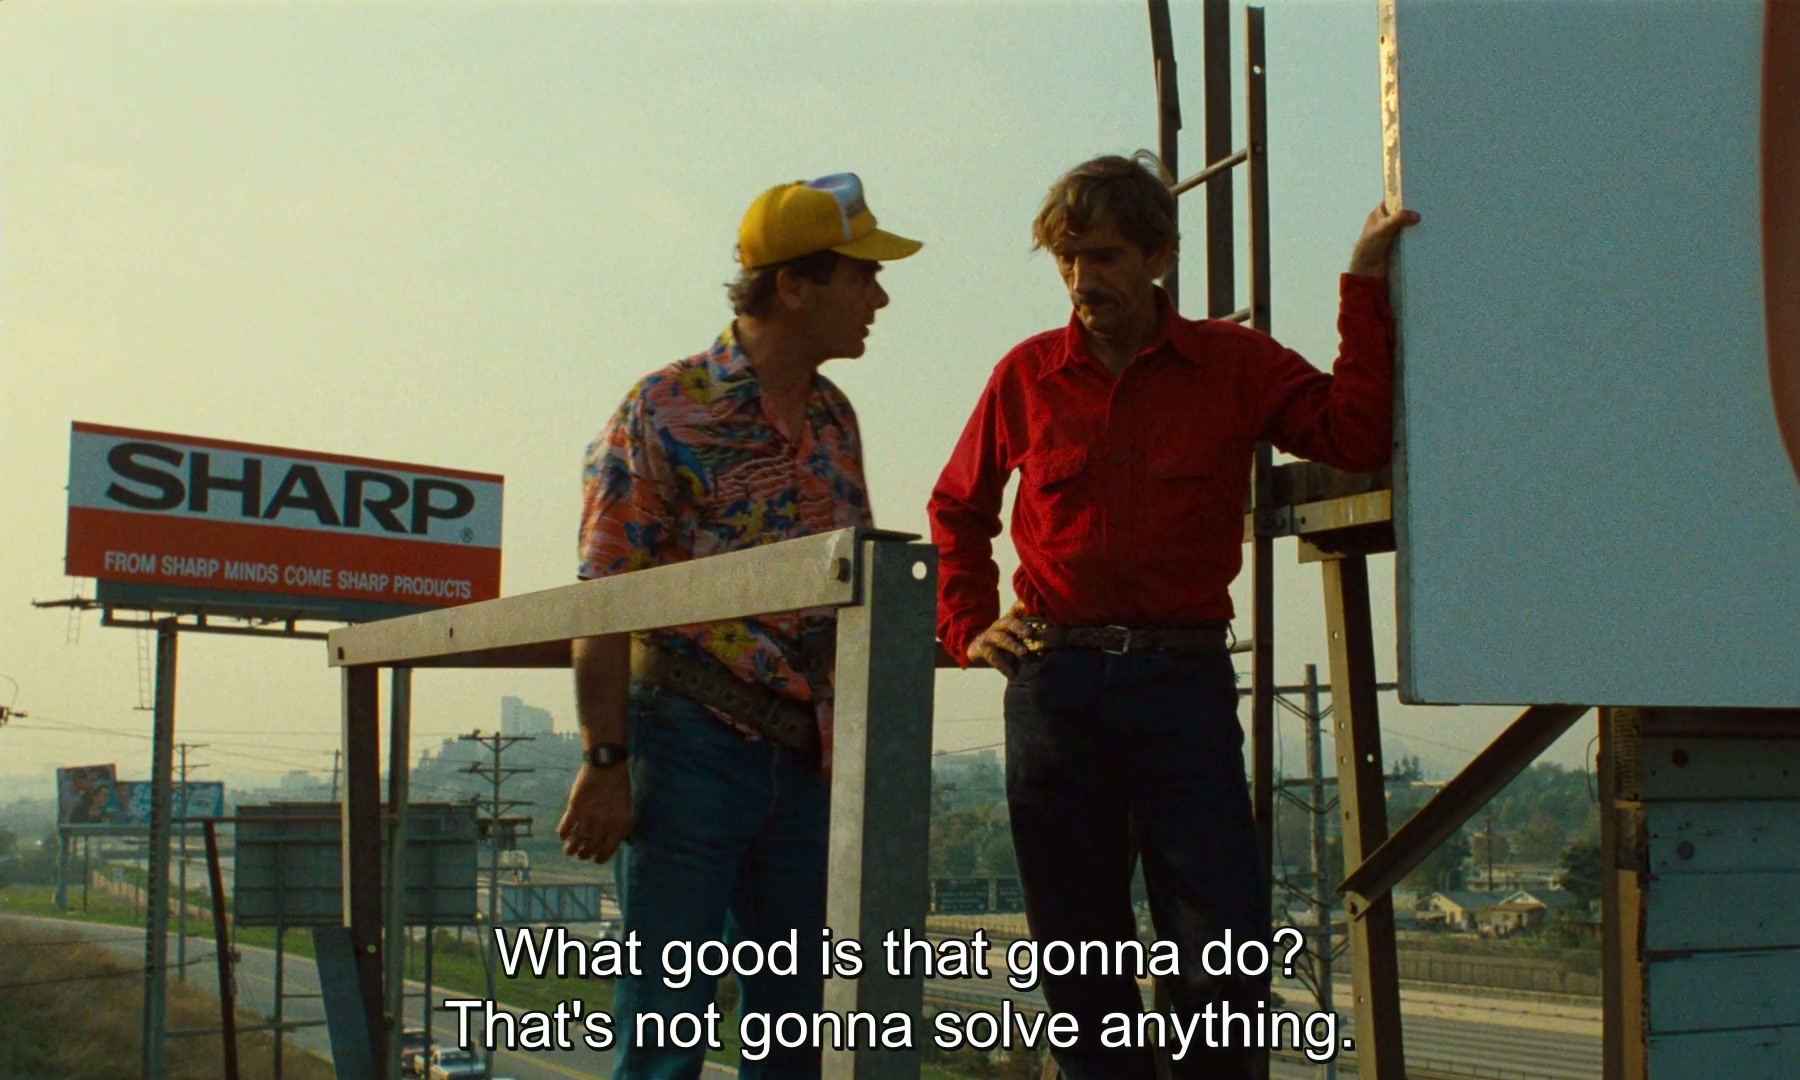 SHARP®
FROM SHARP MINDS COME SHARP PRODUCTS
What good is that gonna do?
That's not gonna solve anything.